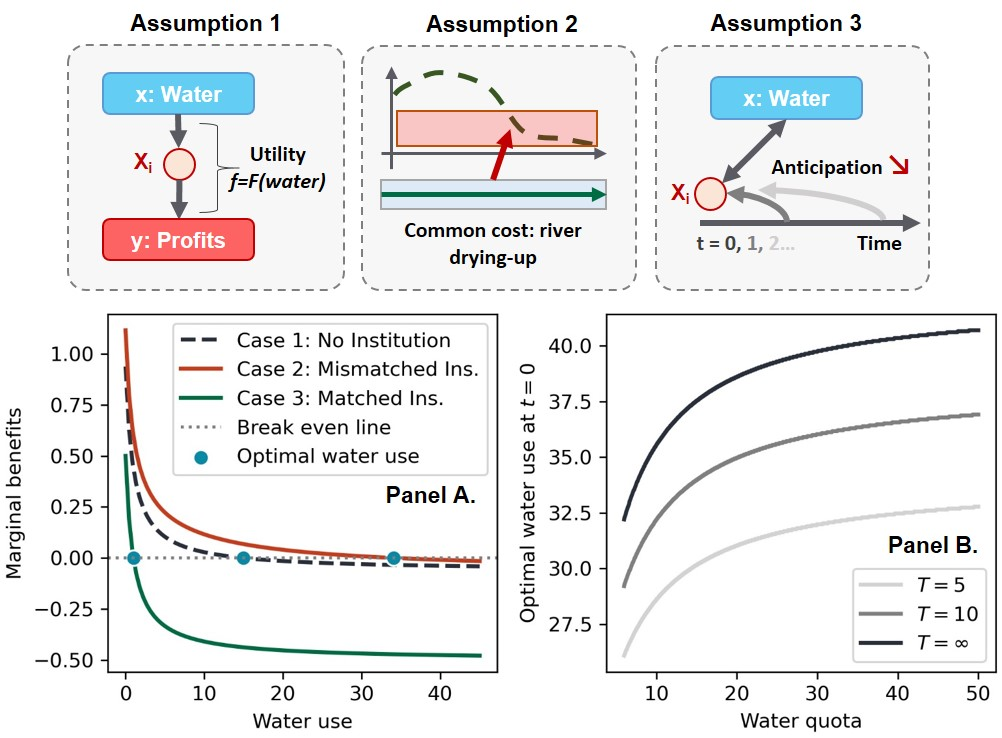 Assumption 1
Assumption 2
Assumption 3
x: Water
Xi
Utility
f=F(water)
y: Profits
Common cost: river
drying-up
x: Water
Anticipation
Xi
t = 0, 1, 2...
Time
Marginal benefits
1.00
0.75
0.50
0.25
0.00
−0.25
−0.50
Case 1: No Institution
Case 2: Mismatched Ins.
Case 3: Matched Ins.
Break even line
Optimal water use
Panel A.
0
10
20
30
40
Water use
Optimal water use at t = 0
40.0
37.5
35.0
32.5
30.0
27.5
Panel B.
T = 5
T = 10
T = ∞
10
20
30
40
50
Water quota